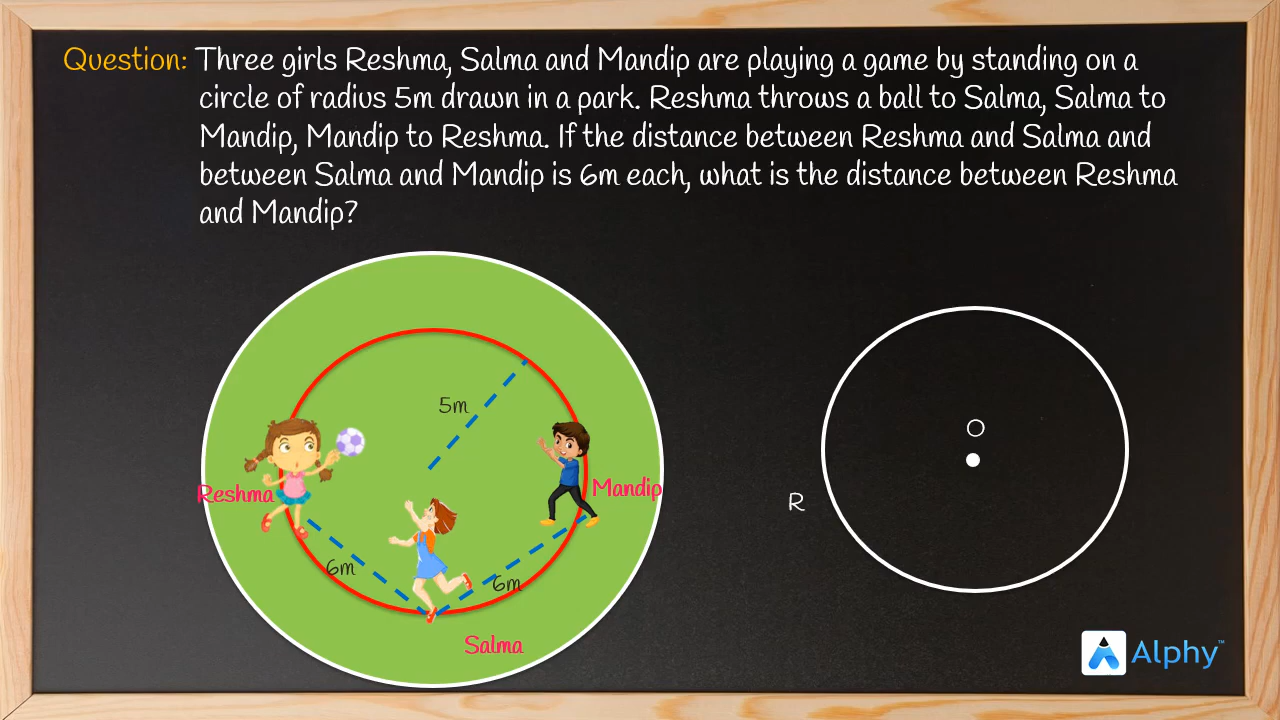 Question: Three girls Reshma, Salma and Mandip are playing a game by standing on a
circle of radius 5m drawn in a park. Reshma throws a ball to Salma, Salma to
Mandip, Mandip to Reshma. If the distance between Reshma and Salma and
between Salma and Mandip is 6m each, what is the distance between Reshma
and Mandip?
5m
Reshma
Mandip
6m
6m
Salma
O
R
Alphy™